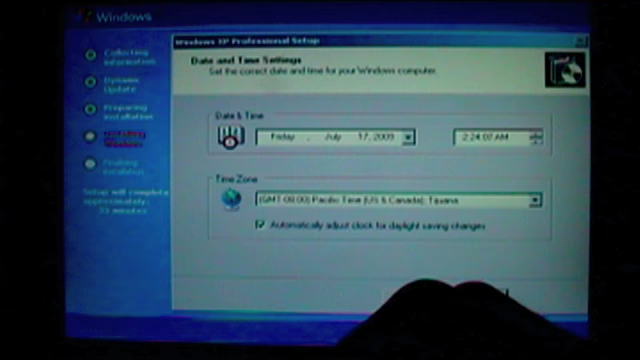 Windows
Collecting
information
Dynamic
Update
Preparing
installation
Installing
Windows
Finalizing
installation
Setup will complete
approximately:
33 minutes
Windows XP Professional Setup
Date and Time Settings
Set the correct date and time for your Windows computer.
Date & Time
Friday , July 17, 2009
2:24:07 AM
Time Zone
(GMT-08:00) Pacific Time (US & Canada); Tijuana
Automatically adjust clock for daylight saving changes